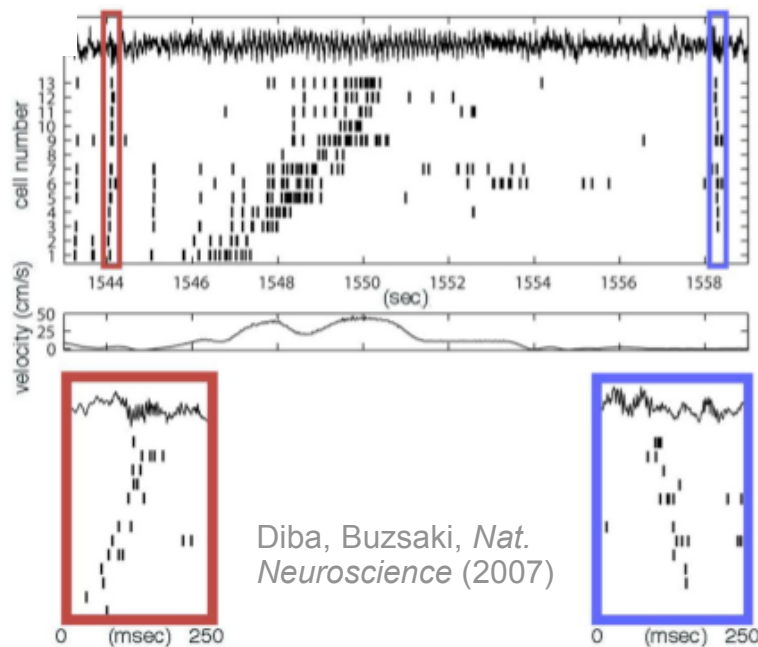 cell number
13
12
11
10
9
8
7
6
5
4
3
2
1
1544 1546 1548 1550 1552 1554 1556 1558
(sec)
velocity (cm/s)
50
25
0
Diba, Buzsaki, Nat.
Neuroscience (2007)
0 (msec) 250
0 (msec) 250